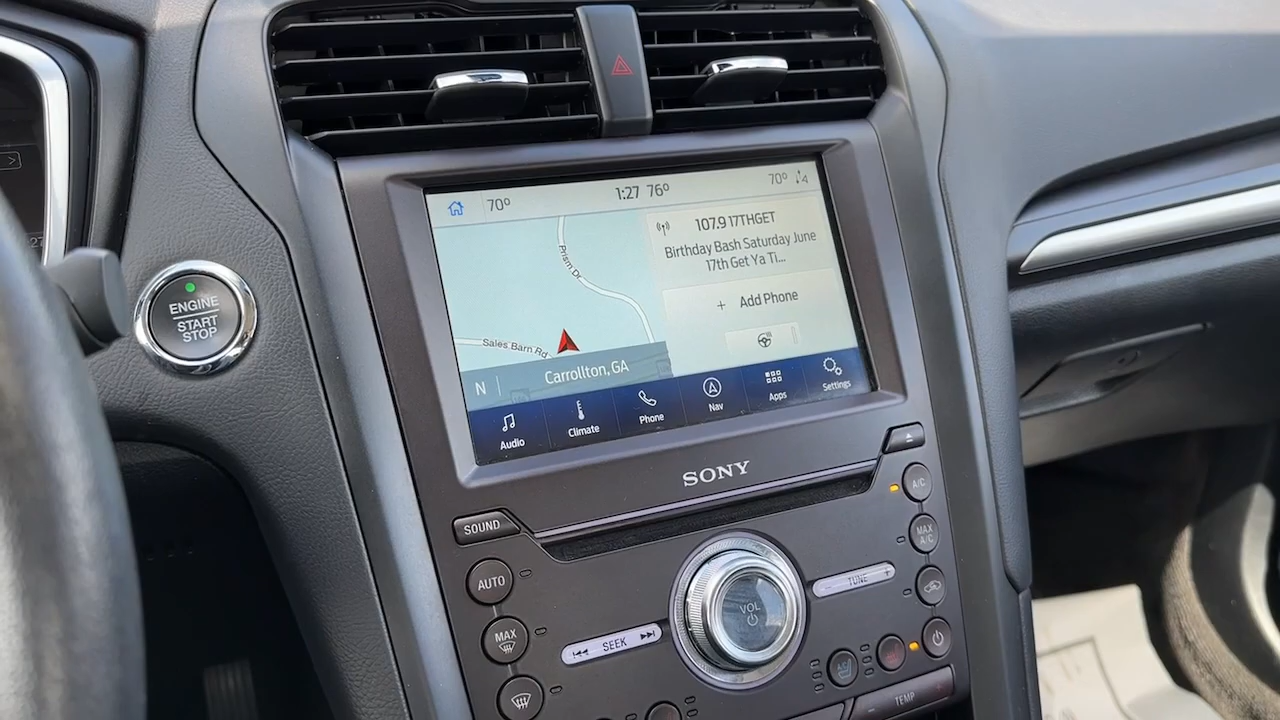 70° 1:27 76° 70°
107.9 17THGET
Birthday Bash Saturday June
17th Get Ya Ti...
Prism Dr
+ Add Phone
Sales Barn Rd
N Carrollton, GA
Audio Climate Phone Nav Apps Settings
ENGINE
START
STOP
SONY
SOUND
A/C
MAX
A/C
AUTO
TUNE +
VOL
MAX
SEEK
A/C
- TEMP